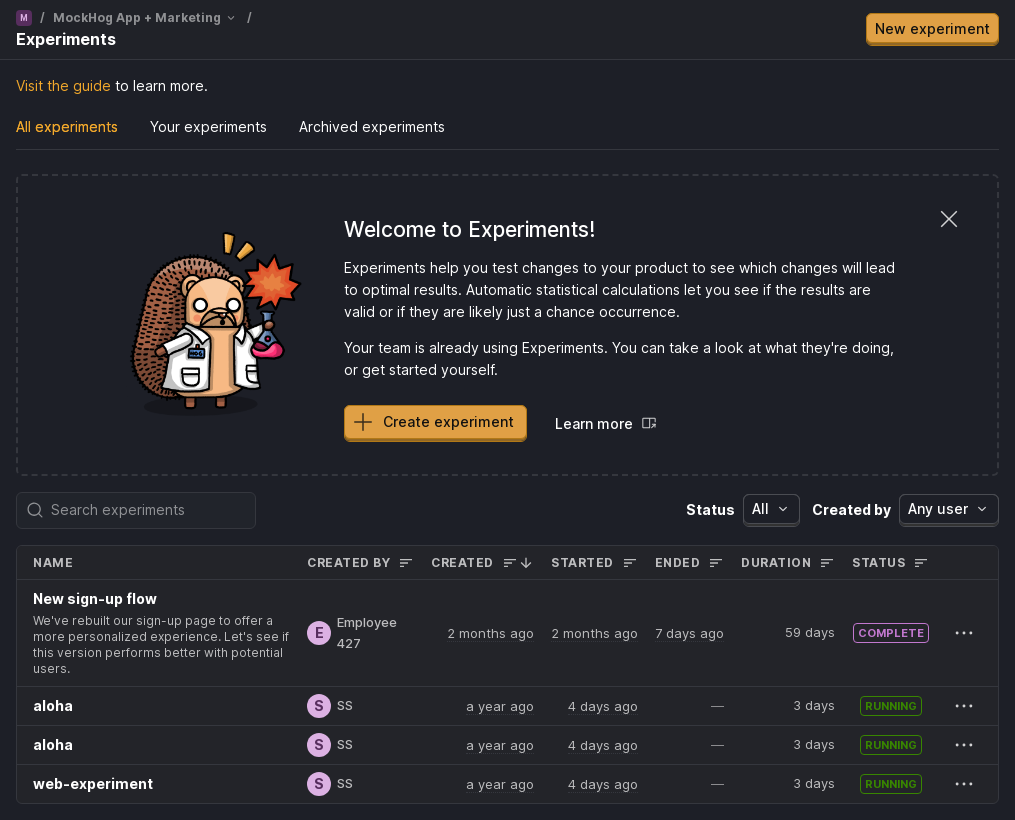 M / MockHog App + Marketing /
Experiments
New experiment
Visit the guide to learn more.
All experiments Your experiments Archived experiments
Welcome to Experiments!
Experiments help you test changes to your product to see which changes will lead
to optimal results. Automatic statistical calculations let you see if the results are
valid or if they are likely just a chance occurrence.
Your team is already using Experiments. You can take a look at what they're doing,
or get started yourself.
Create experiment Learn more
Search experiments Status All Created by Any user
NAME CREATED BY CREATED STARTED ENDED DURATION STATUS
New sign-up flow
We've rebuilt our sign-up page to offer a
more personalized experience. Let's see if
this version performs better with potential
users.
E Employee
427
2 months ago 2 months ago 7 days ago 59 days COMPLETE
aloha S SS a year ago 4 days ago — 3 days RUNNING
aloha S SS a year ago 4 days ago — 3 days RUNNING
web-experiment S SS a year ago 4 days ago — 3 days RUNNING